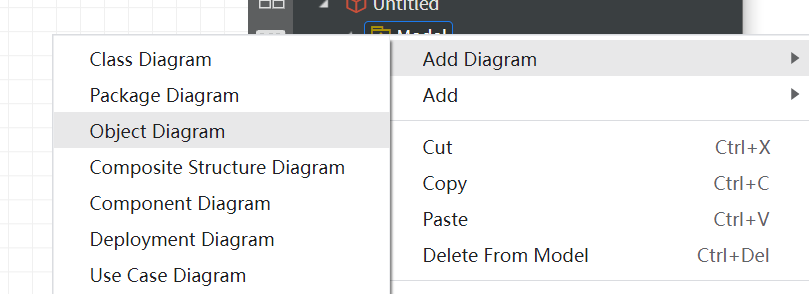 Untitled
Model
Class Diagram
Package Diagram
Object Diagram
Composite Structure Diagram
Component Diagram
Deployment Diagram
Use Case Diagram
Add Diagram
Add
Cut Ctrl+X
Copy Ctrl+C
Paste Ctrl+V
Delete From Model Ctrl+Del